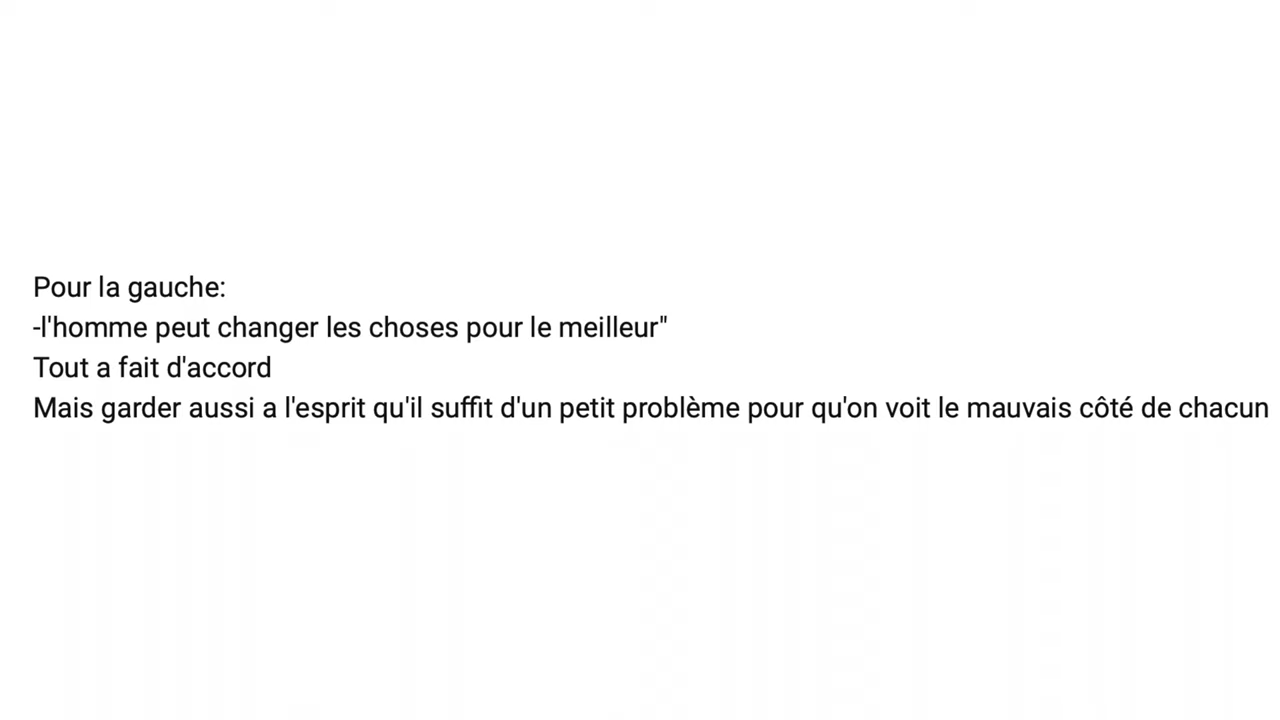 Pour la gauche:
-l'homme peut changer les choses pour le meilleur"
Tout a fait d'accord
Mais garder aussi a l'esprit qu'il suffit d'un petit problème pour qu'on voit le mauvais côté de chacun